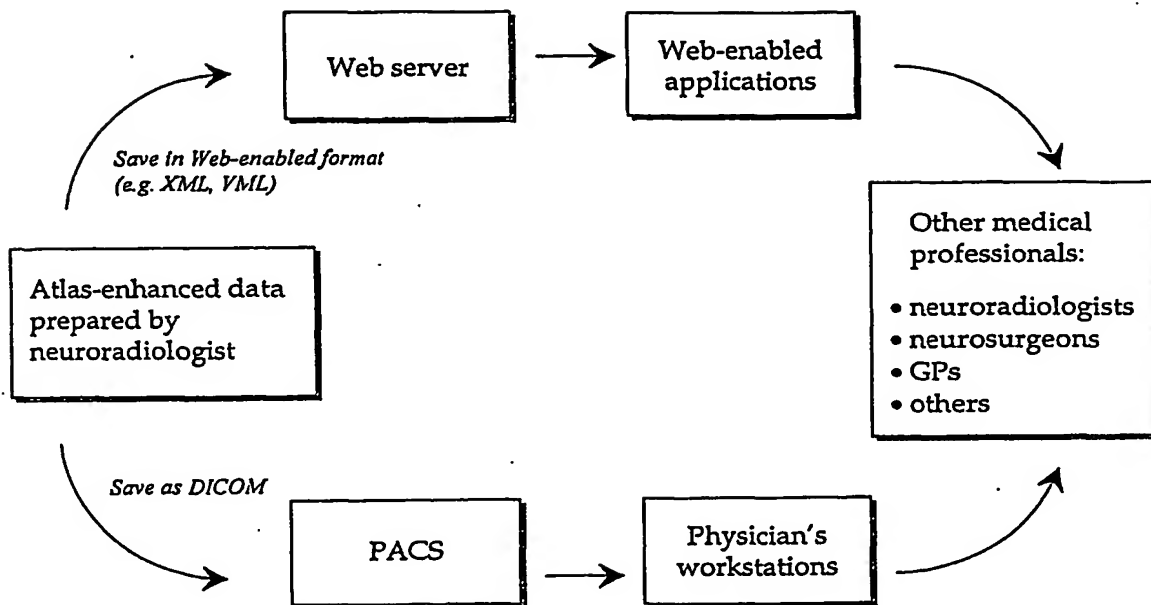 Web server
Web-enabled
applications
Save in Web-enabled format
(e.g. XML, VML)
Atlas-enhanced data
prepared by
neuroradiologist
Other medical
professionals:
• neuroradiologists
• neurosurgeons
• GPs
• others
Save as DICOM
PACS
Physician's
workstations